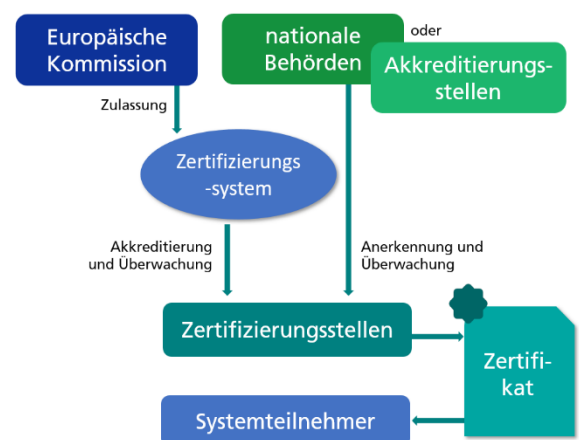 Europäische
Kommission
nationale
Behörden
oder
Akkreditierungs-
stellen
Zulassung
Zertifizierungs
-system
Akkreditierung
und Überwachung
Anerkennung und
Überwachung
Zertifizierungsstellen
Zertifi-
kat
Systemteilnehmer